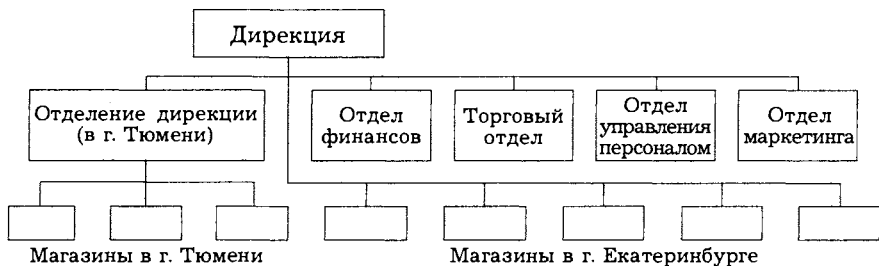 Дирекция
Отделение дирекции
(в г. Тюмени)
Отдел
финансов
Торговый
отдел
Отдел
управления
персоналом
Отдел
маркетинга
Магазины в г. Тюмени
Магазины в г. Екатеринбурге